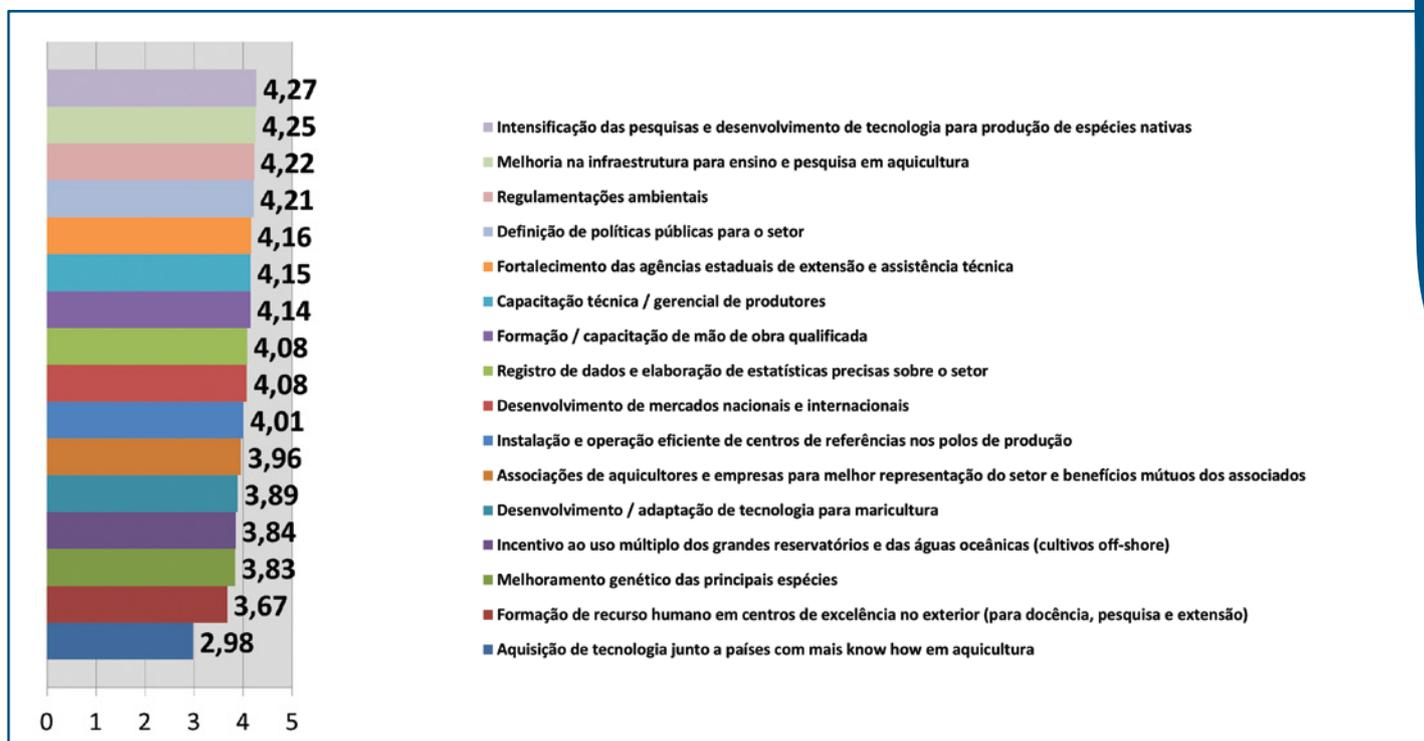 4,27
4,25
4,22
4,21
4,16
4,15
4,14
4,08
4,08
4,01
3,96
3,89
3,84
3,83
3,67
2,98
0 1 2 3 4 5
Intensificação das pesquisas e desenvolvimento de tecnologia para produção de espécies nativas
Melhoria na infraestrutura para ensino e pesquisa em aquicultura
Regulamentações ambientais
Definição de políticas públicas para o setor
Fortalecimento das agências estaduais de extensão e assistência técnica
Capacitação técnica / gerencial de produtores
Formação / capacitação de mão de obra qualificada
Registro de dados e elaboração de estatísticas precisas sobre o setor
Desenvolvimento de mercados nacionais e internacionais
Instalação e operação eficiente de centros de referências nos polos de produção
Associações de aquicultores e empresas para melhor representação do setor e benefícios mútuos dos associados
Desenvolvimento / adaptação de tecnologia para maricultura
Incentivo ao uso múltiplo dos grandes reservatórios e das águas oceânicas (cultivos off-shore)
Melhoramento genético das principais espécies
Formação de recurso humano em centros de excelência no exterior (para docência, pesquisa e extensão)
Aquisição de tecnologia junto a países com mais know how em aquicultura